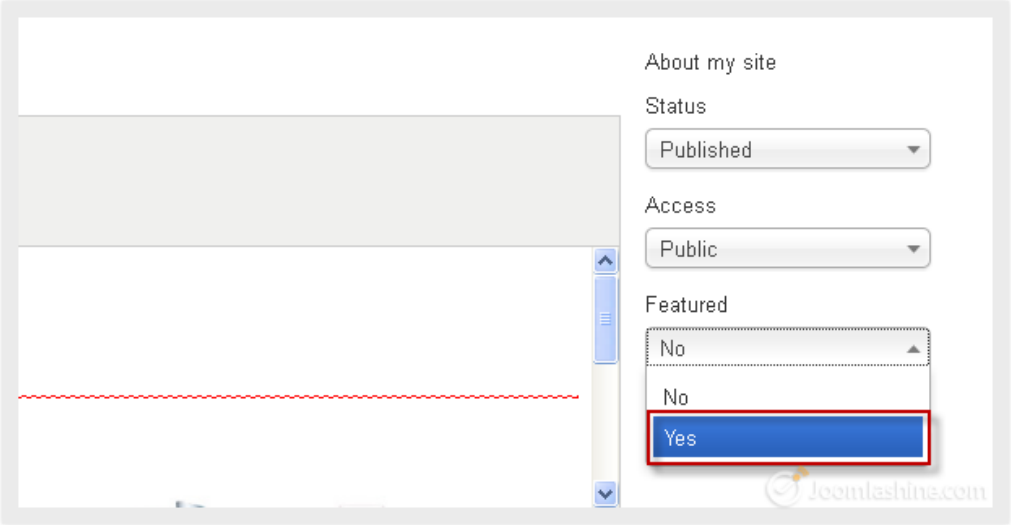 About my site
Status
Published
Access
Public
Featured
No
No
Yes
Joomlashine.com